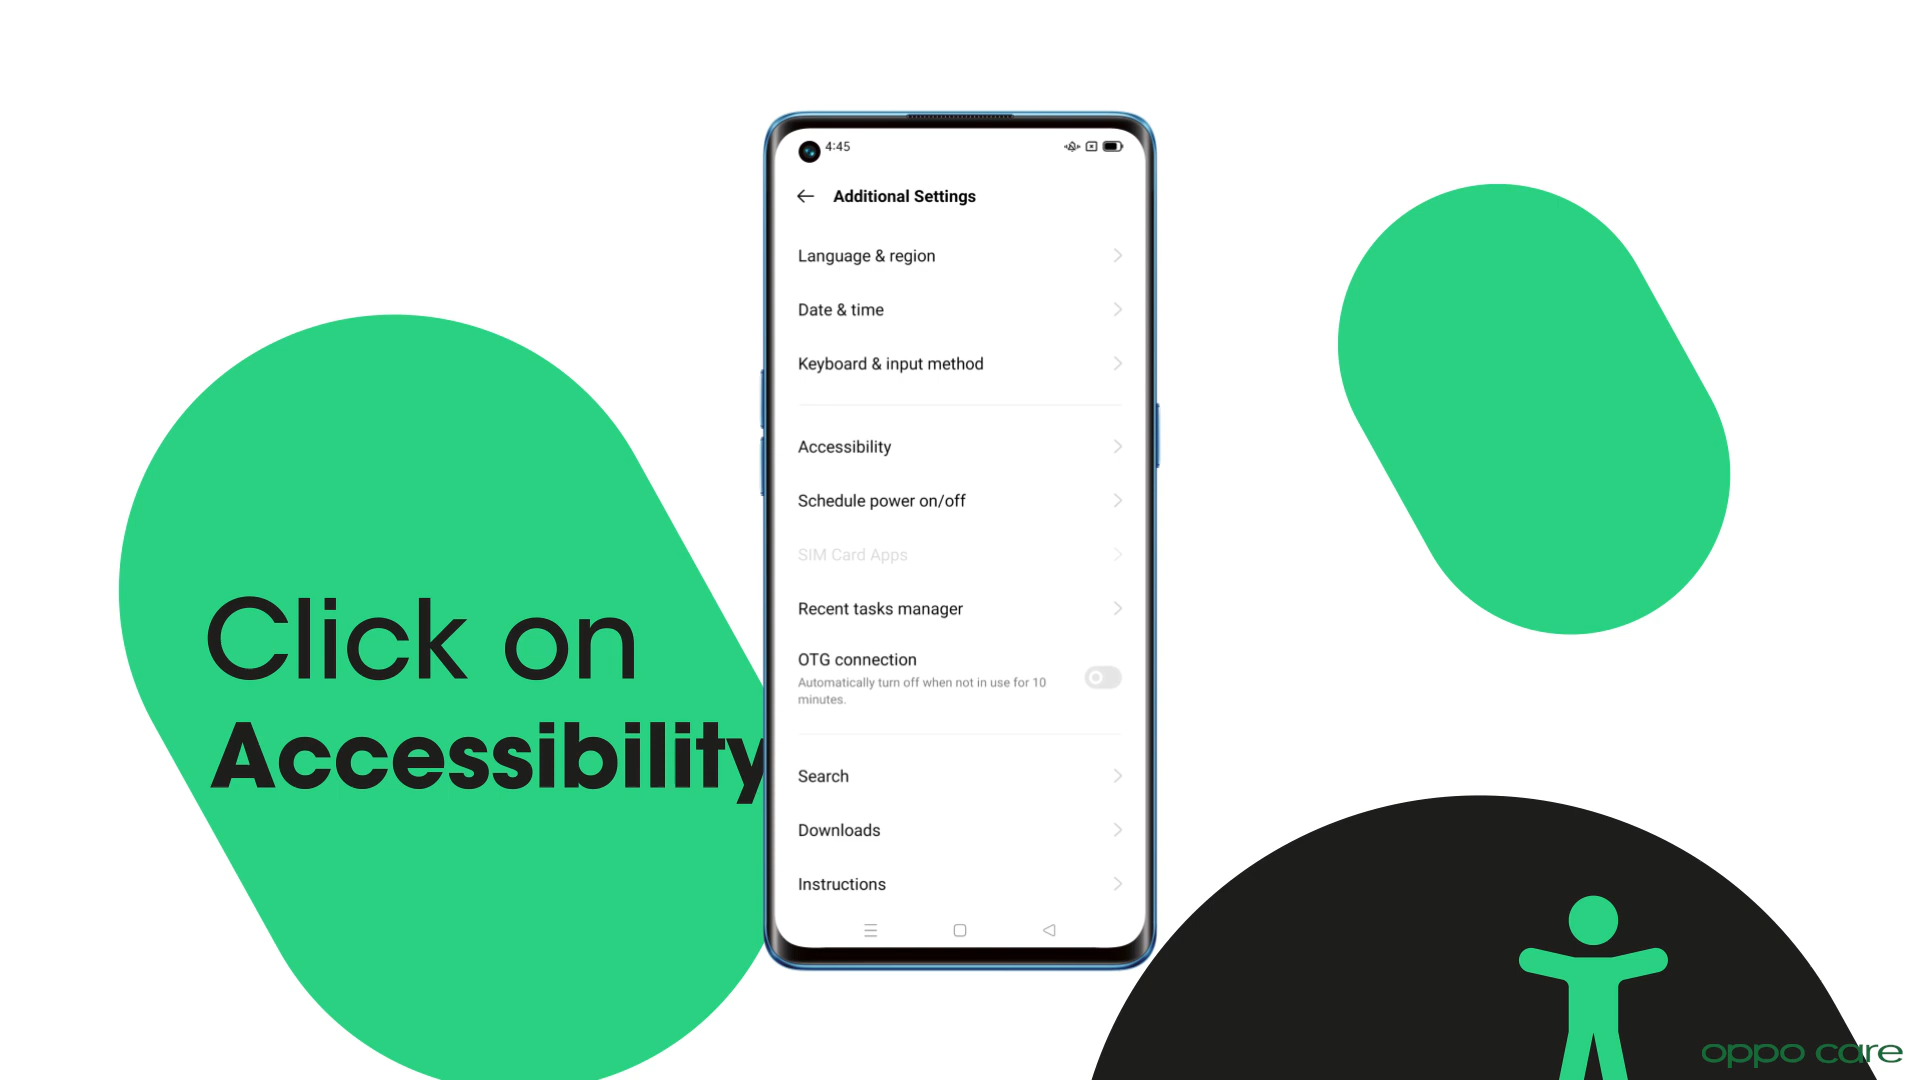 Click on
Accessibility
4:45
Additional Settings
Language & region
Date & time
Keyboard & input method
Accessibility
Schedule power on/off
SIM Card Apps
Recent tasks manager
OTG connection
Automatically turn off when not in use for 10
minutes.
Search
Downloads
Instructions
oppo care